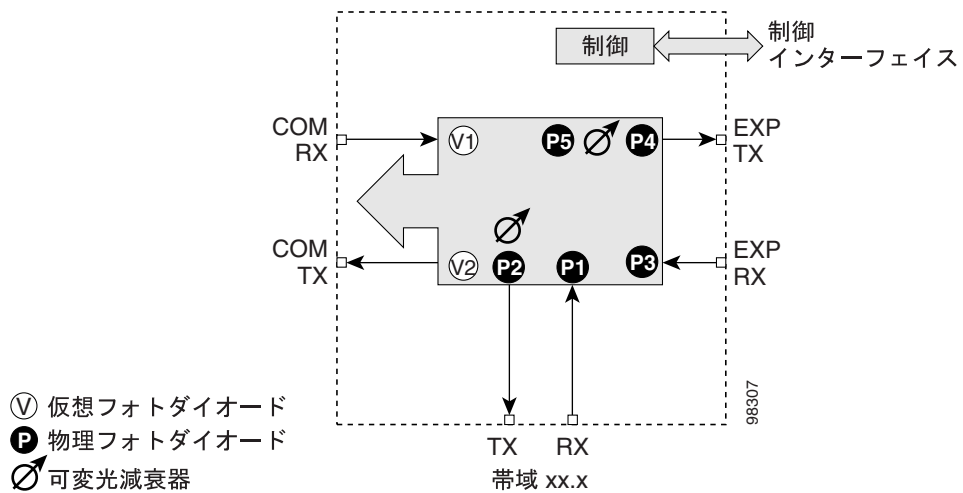 制御
制御
インターフェイス
COM
RX
V1
P5
P4
EXP
TX
COM
TX
V2
P2
P1
P3
EXP
RX
98307
V 仮想フォトダイオード
P 物理フォトダイオード
可変光減衰器
TX
RX
帯域 xx.x